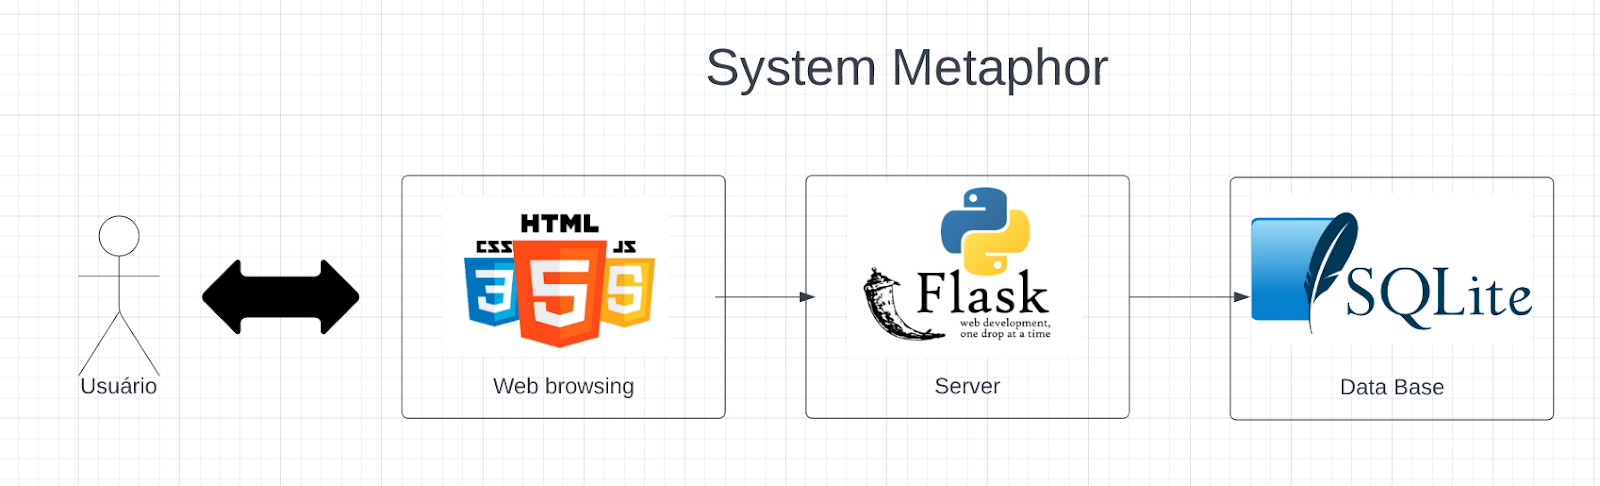 System Metaphor
HTML
CSS
JS
3
5
S
Flask
web development,
one drop at a time
SQLite
Usuário
Web browsing
Server
Data Base